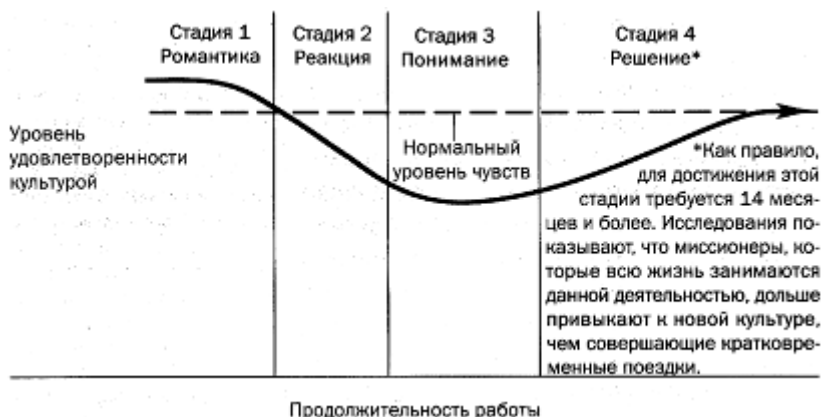 Стадия 1
Романтика
Стадия 2
Реакция
Стадия 3
Понимание
Стадия 4
Решение*
Уровень
удовлетворенности
культурой
Нормальный
уровень чувств
*Как правило,
для достижения этой
стадии требуется 14 меся-
цев и более. Исследования по-
казывают, что миссионеры, ко-
торые всю жизнь занимаются
данной деятельностью, дольше
привыкают к новой культуре,
чем совершающие кратковре-
менные поездки.
Продолжительность работы